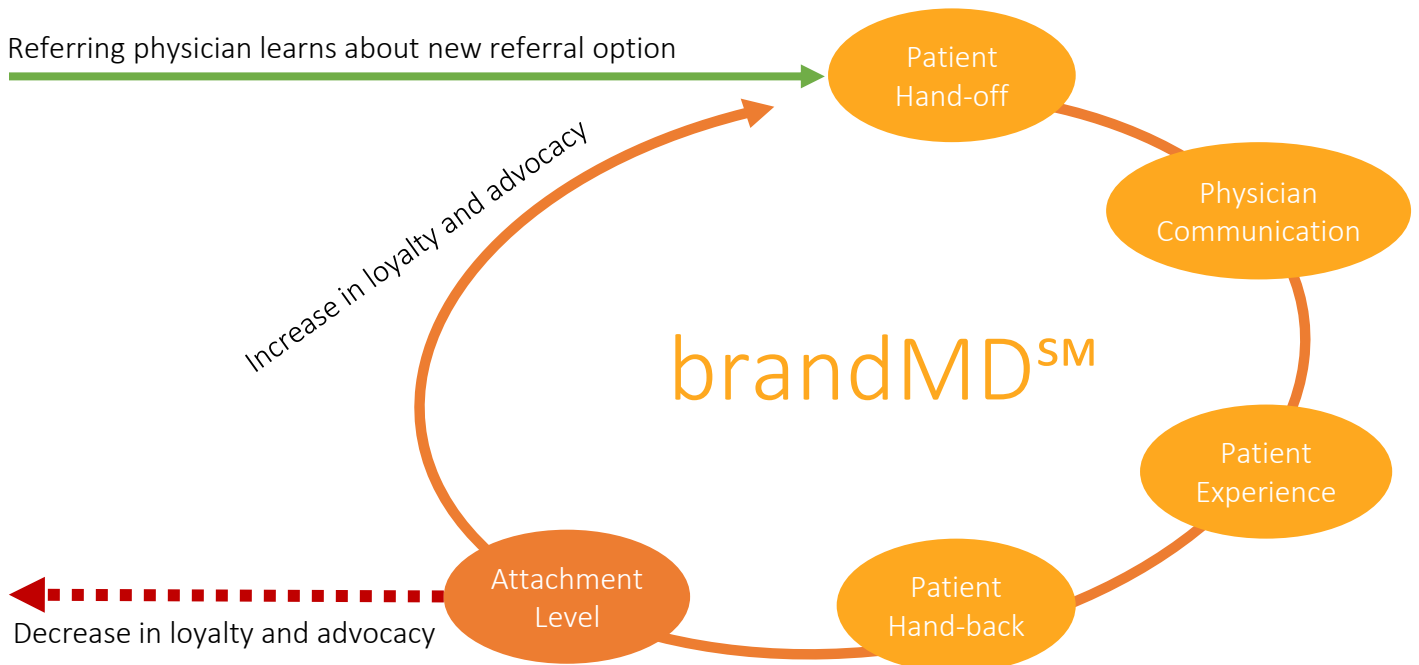 Referring physician learns about new referral option
Patient
Hand-off
Increase in loyalty and advocacy
Physician
Communication
brandMD℠
Patient
Experience
Patient
Hand-back
Attachment
Level
Decrease in loyalty and advocacy